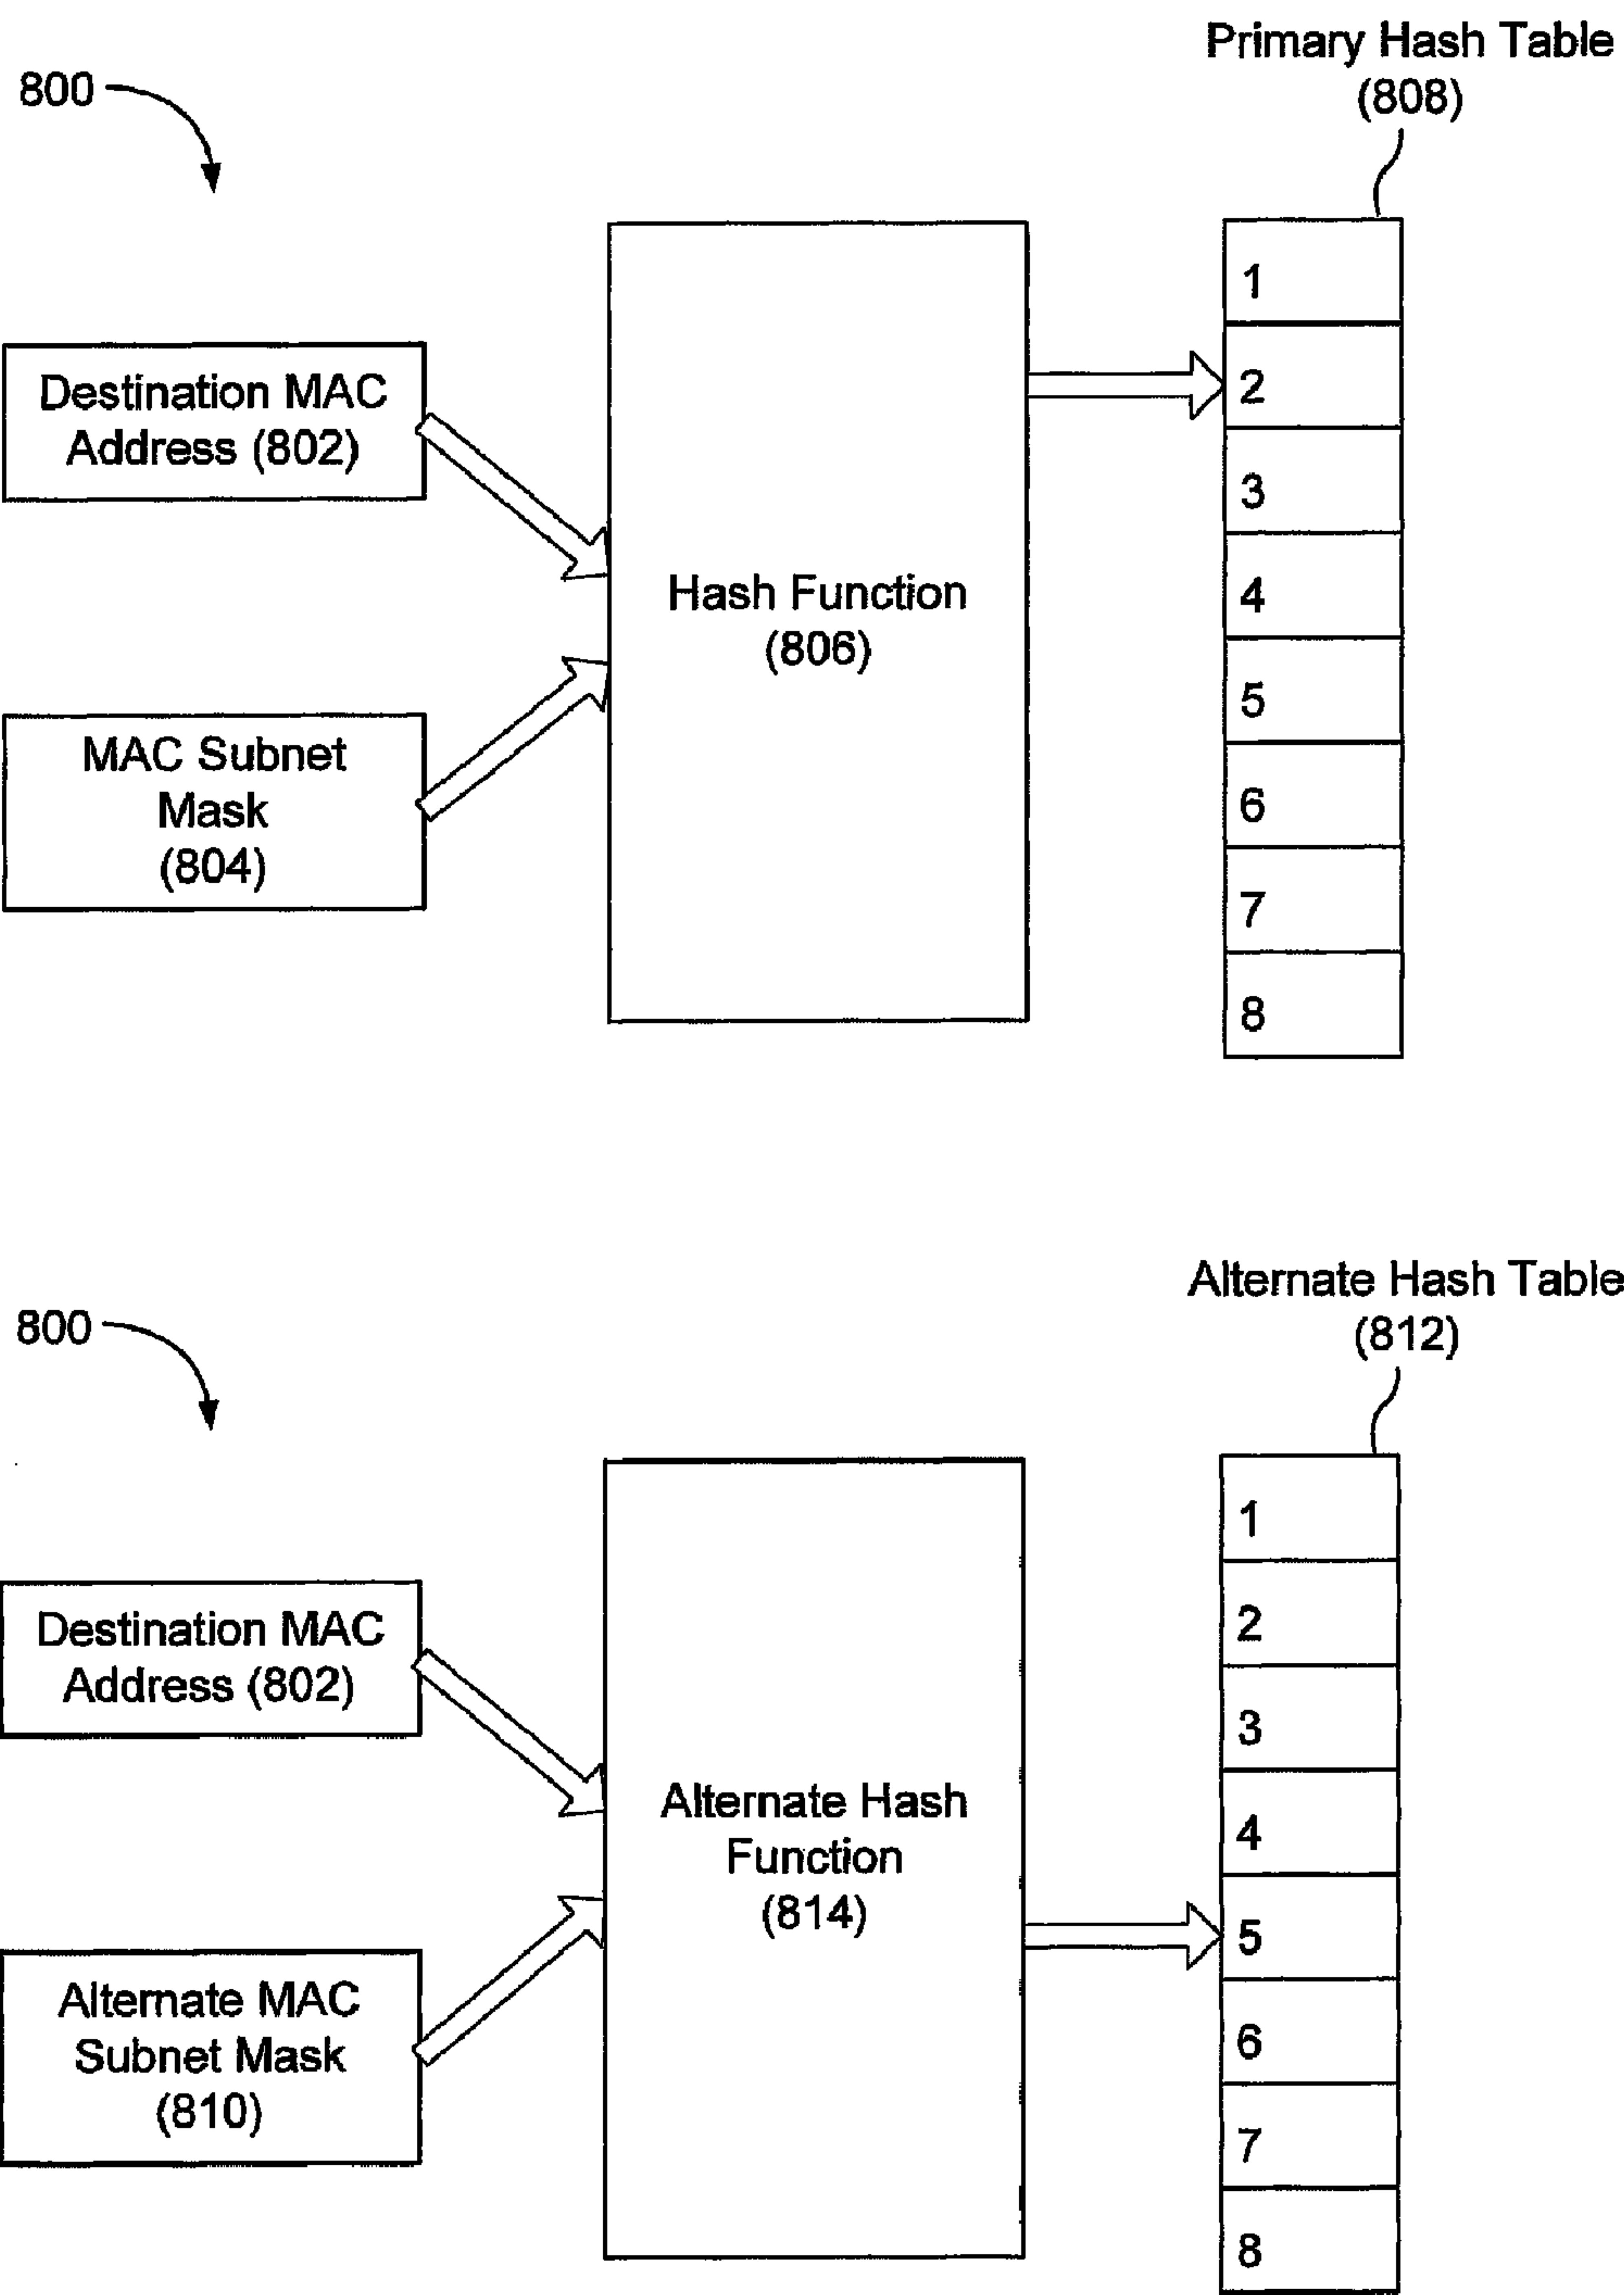 Primary Hash Table
(808)
800
1
2
3
4
5
6
7
8
Destination MAC
Address (802)
Hash Function
(806)
MAC Subnet
Mask
(804)
Alternate Hash Table
(812)
800
1
2
3
4
5
6
7
8
Destination MAC
Address (802)
Alternate Hash
Function
(814)
Alternate MAC
Subnet Mask
(810)